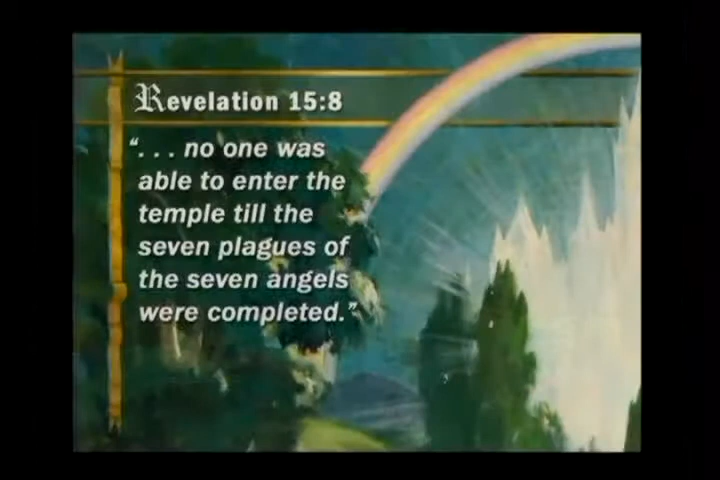 Revelation 15:8
". . . no one was
able to enter the
temple till the
seven plagues of
the seven angels
were completed."